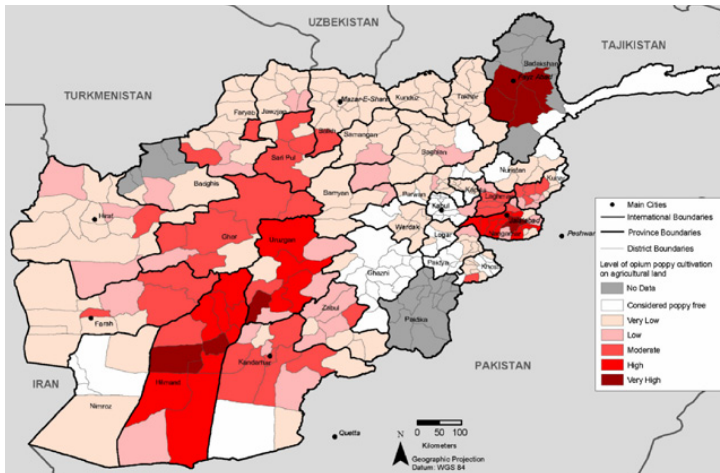 UZBEKISTAN
TAJIKISTAN
TURKMENISTAN
Badakhshan
Faryab
Jawzjan
Mazar-E-Sharif
Kunduz
Takhar
Balkh
Samangan
Sari Pul
Baghlan
Badghis
Nuristan
Bamyan
Parwan
Kapisa
Kunar
Laghman
Hirat
Kabul
Jalalabad
Nangarhar
Ghor
Wardak
Logar
Peshwar
Uruzgan
Ghazni
Paktya
Khost
Zabul
Paktika
Farah
Kandarhar
PAKISTAN
IRAN
Hilmand
Nimroz
Quetta
Main Cities
International Boundaries
Province Boundaries
District Boundaries
Level of opium poppy cultivation
on agricultural land
No Data
Considered poppy free
Very Low
Low
Moderate
High
Very High
0 50 100
Kilometers
N
Geographic Projection
Datum: WGS 84